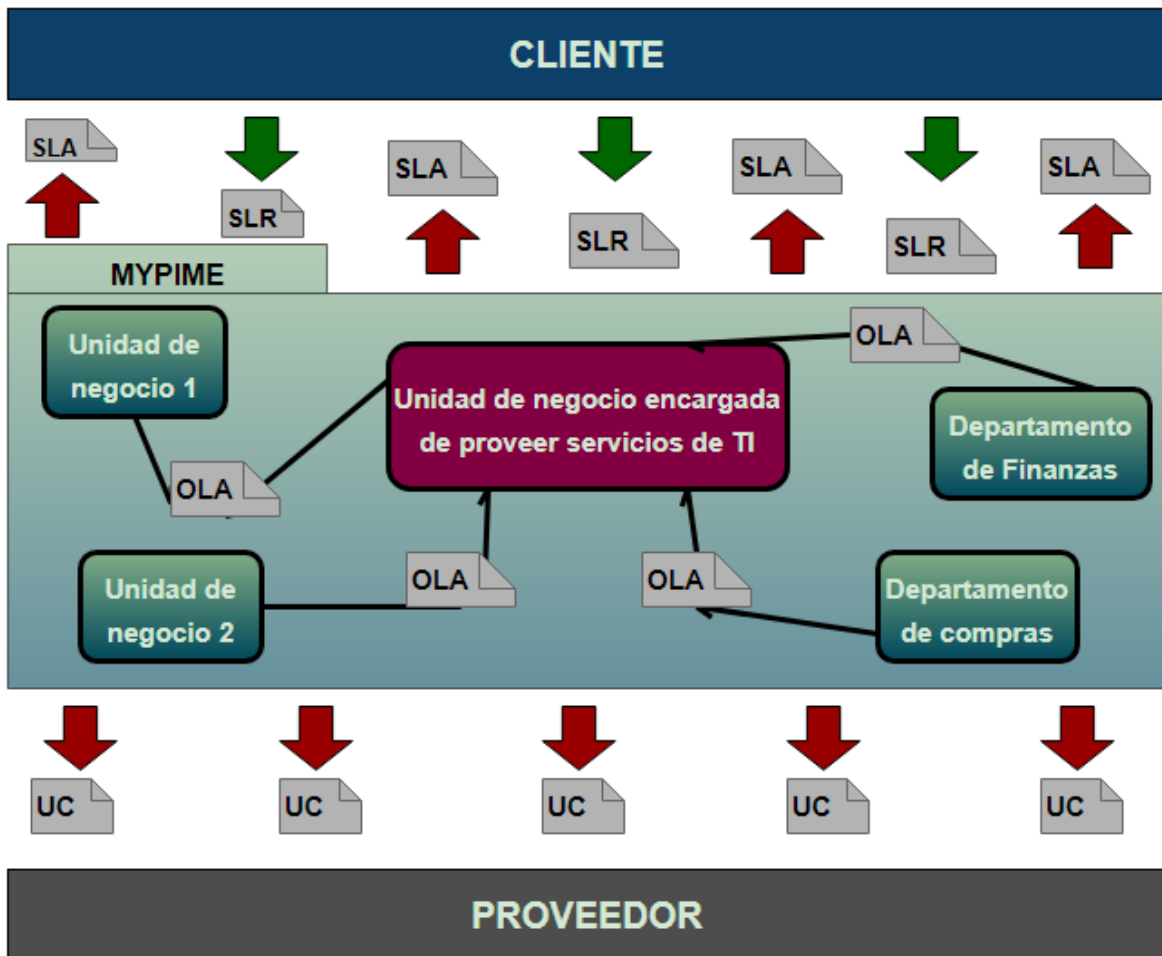 CLIENTE
SLA
SLR
SLA
SLR
SLA
SLR
SLA
MYPIME
Unidad de
negocio 1
OLA
Unidad de negocio encargada
de proveer servicios de TI
OLA
Departamento
de Finanzas
Unidad de
negocio 2
OLA
OLA
Departamento
de compras
UC
UC
UC
UC
UC
PROVEEDOR